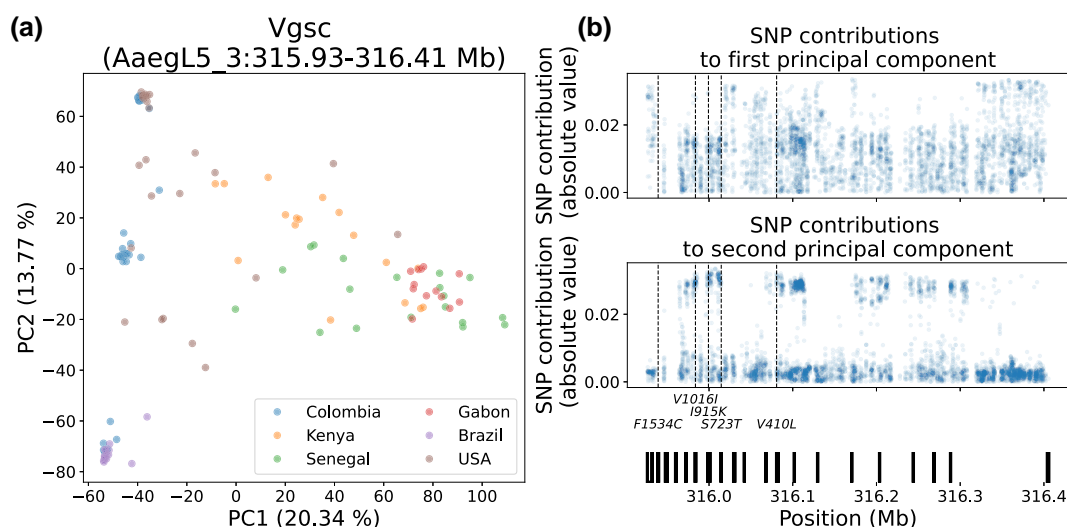 (a)
Vgsc
(AaegL5_3:315.93-316.41 Mb)
PC2 (13.77 %)
60
40
20
0
−20
−40
−60
−80
Colombia
Kenya
Senegal
Gabon
Brazil
USA
−60
−40
−20
0
20
40
60
80
100
PC1 (20.34 %)
(b)
SNP contributions
to first principal component
SNP contribution
(absolute value)
0.02
0.00
SNP contributions
to second principal component
SNP contribution
(absolute value)
0.02
0.00
V1016I
I915K
F1534C
S723T
V410L
316.0
316.1
316.2
316.3
316.4
Position (Mb)